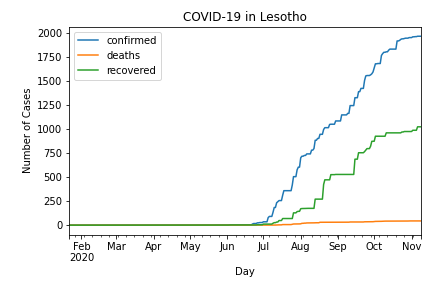 COVID-19 in Lesotho
confirmed
deaths
recovered
Number of Cases
2000
1750
1500
1250
1000
750
500
250
0
Feb Mar Apr May Jun Jul Aug Sep Oct Nov
2020
Day